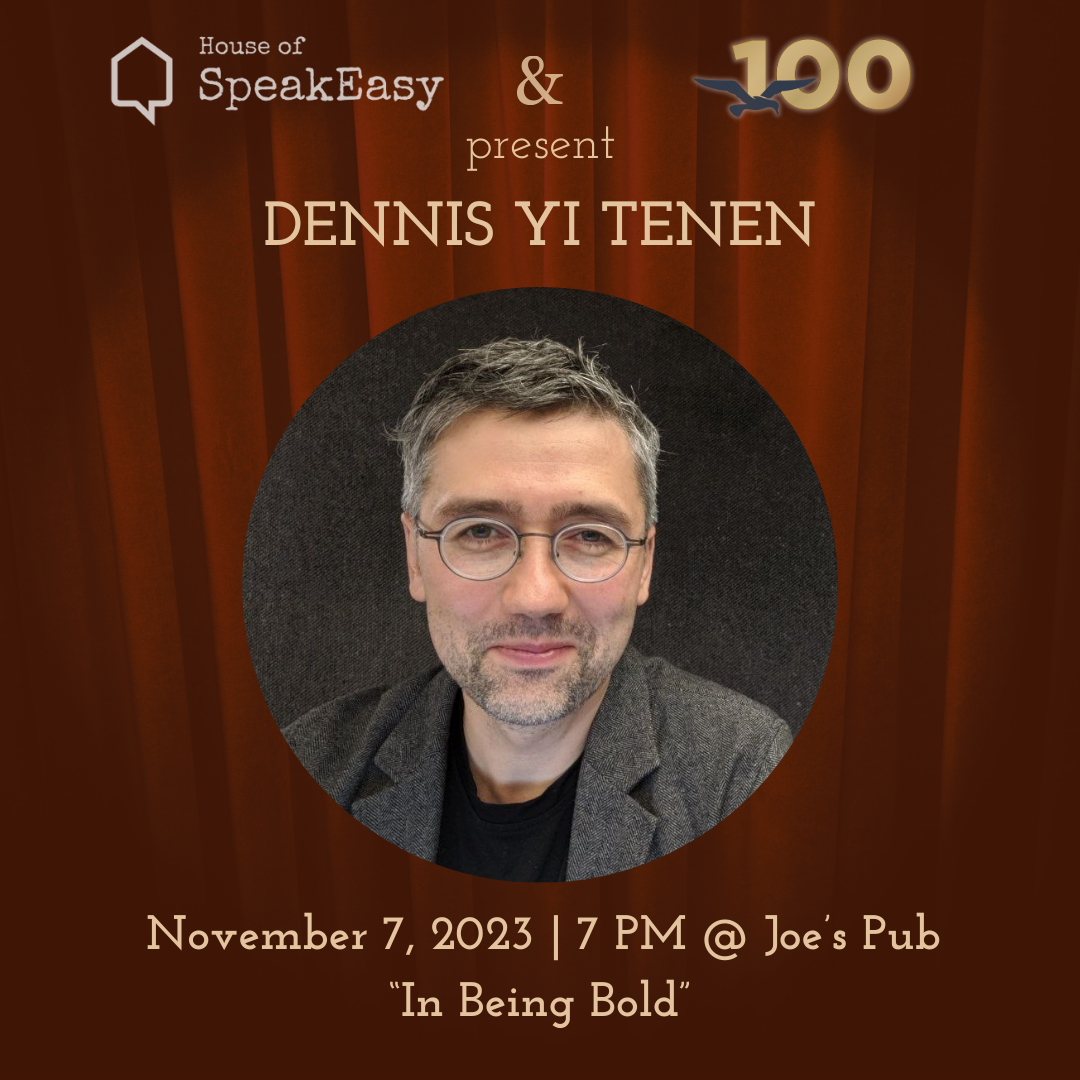 House of
SpeakEasy
&
100
present
DENNIS YI TENEN
November 7, 2023 | 7 PM @ Joe's Pub
“In Being Bold”